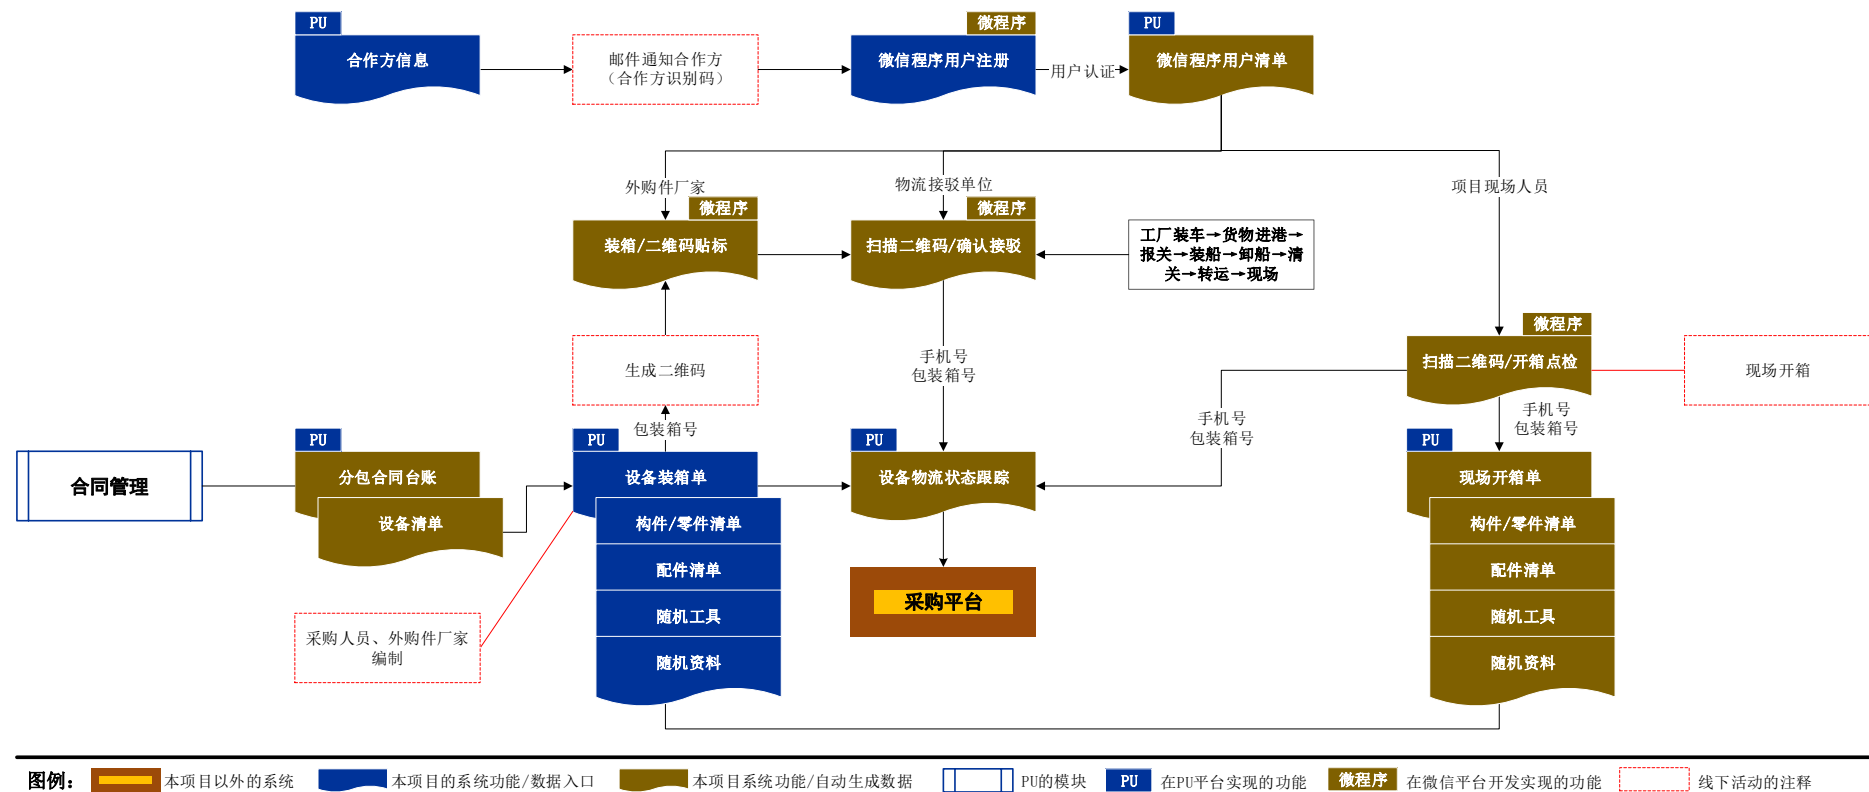 PU
合作方信息
邮件通知合作方
（合作方识别码）
微程序
微信程序用户注册
用户认证
PU
微信程序用户清单
外购件厂家
物流接驳单位
项目现场人员
微程序
装箱/二维码贴标
微程序
扫描二维码/确认接驳
工厂装车→货物进港→
报关→装船→卸船→清
关→转运→现场
微程序
扫描二维码/开箱点检
现场开箱
生成二维码
手机号
包装箱号
手机号
包装箱号
手机号
包装箱号
包装箱号
合同管理
PU
分包合同台账
设备清单
PU
设备装箱单
构件/零件清单
配件清单
随机工具
随机资料
PU
设备物流状态跟踪
采购平台
PU
现场开箱单
构件/零件清单
配件清单
随机工具
随机资料
采购人员、外购件厂家
编制
图例：
本项目以外的系统
本项目的系统功能/数据入口
本项目系统功能/自动生成数据
PU的模块
PU
在PU平台实现的功能
微程序
在微信平台开发实现的功能
线下活动的注释